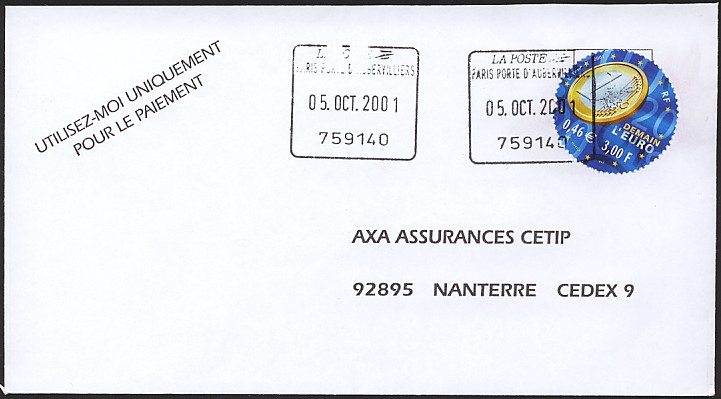 UTILISEZ-MOI UNIQUEMENT
POUR LE PAIEMENT
PARIS PORTE D'AUBERVILLIERS
05.OCT.2001
759140
LA POSTE
PARIS PORTE D'AUBERVILLIERS
05.OCT.2001
759140
RF
DEMAIN
L'EURO
0,46 €
3,00 F
AXA ASSURANCES CETIP
92895 NANTERRE CEDEX 9